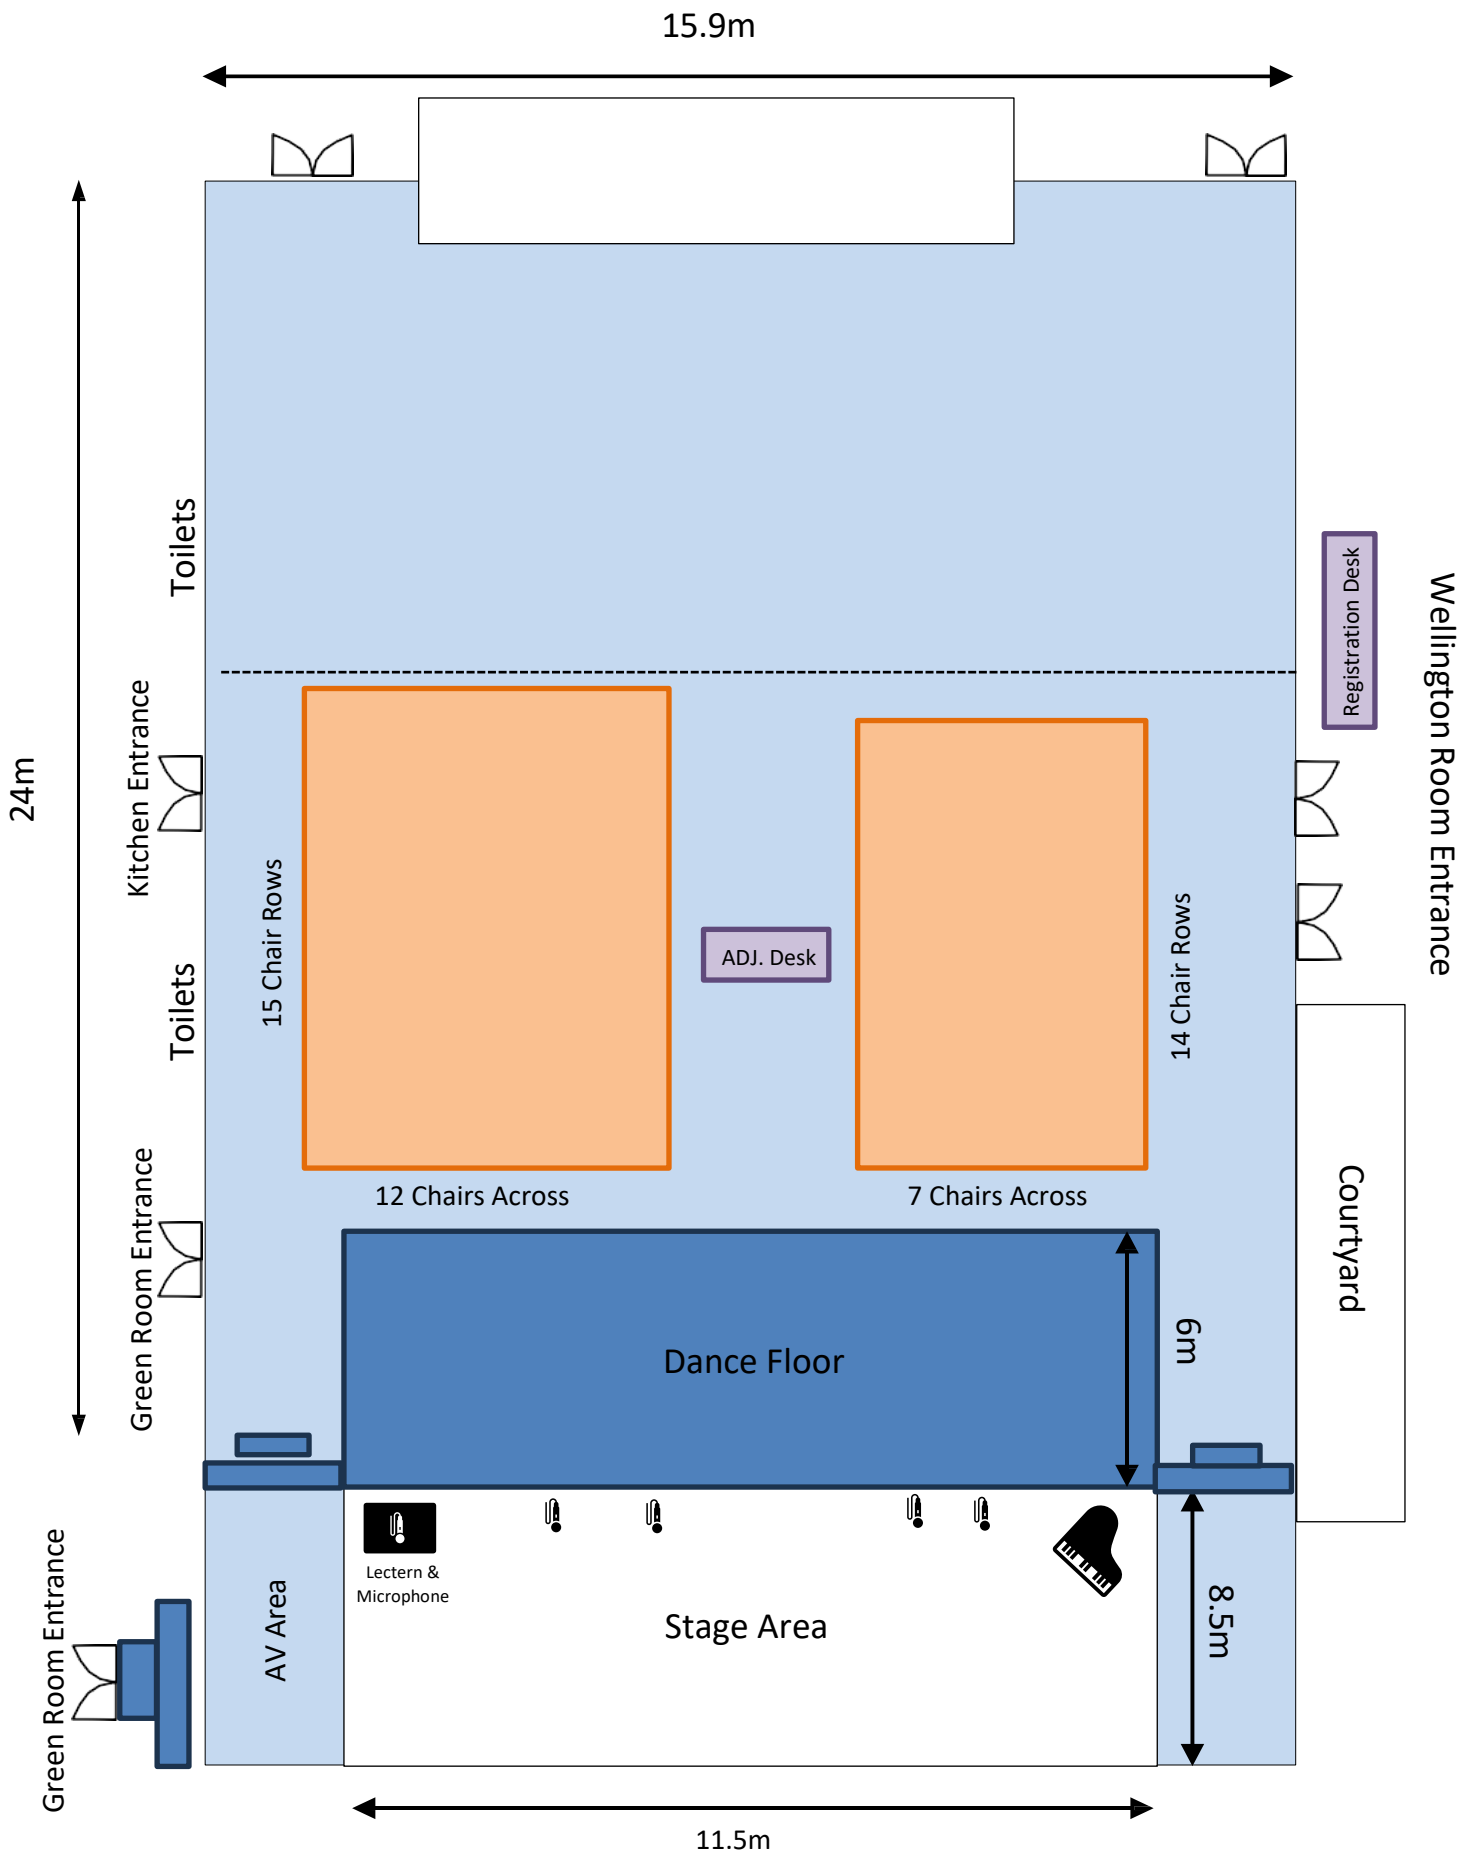 15.9m
Toilets
Registration Desk
Wellington Room Entrance
Kitchen Entrance
24m
15 Chair Rows
ADJ. Desk
14 Chair Rows
Toilets
12 Chairs Across
7 Chairs Across
Courtyard
Green Room Entrance
6m
Dance Floor
Lectern &
Microphone
Green Room Entrance
AV Area
Stage Area
8.5m
11.5m